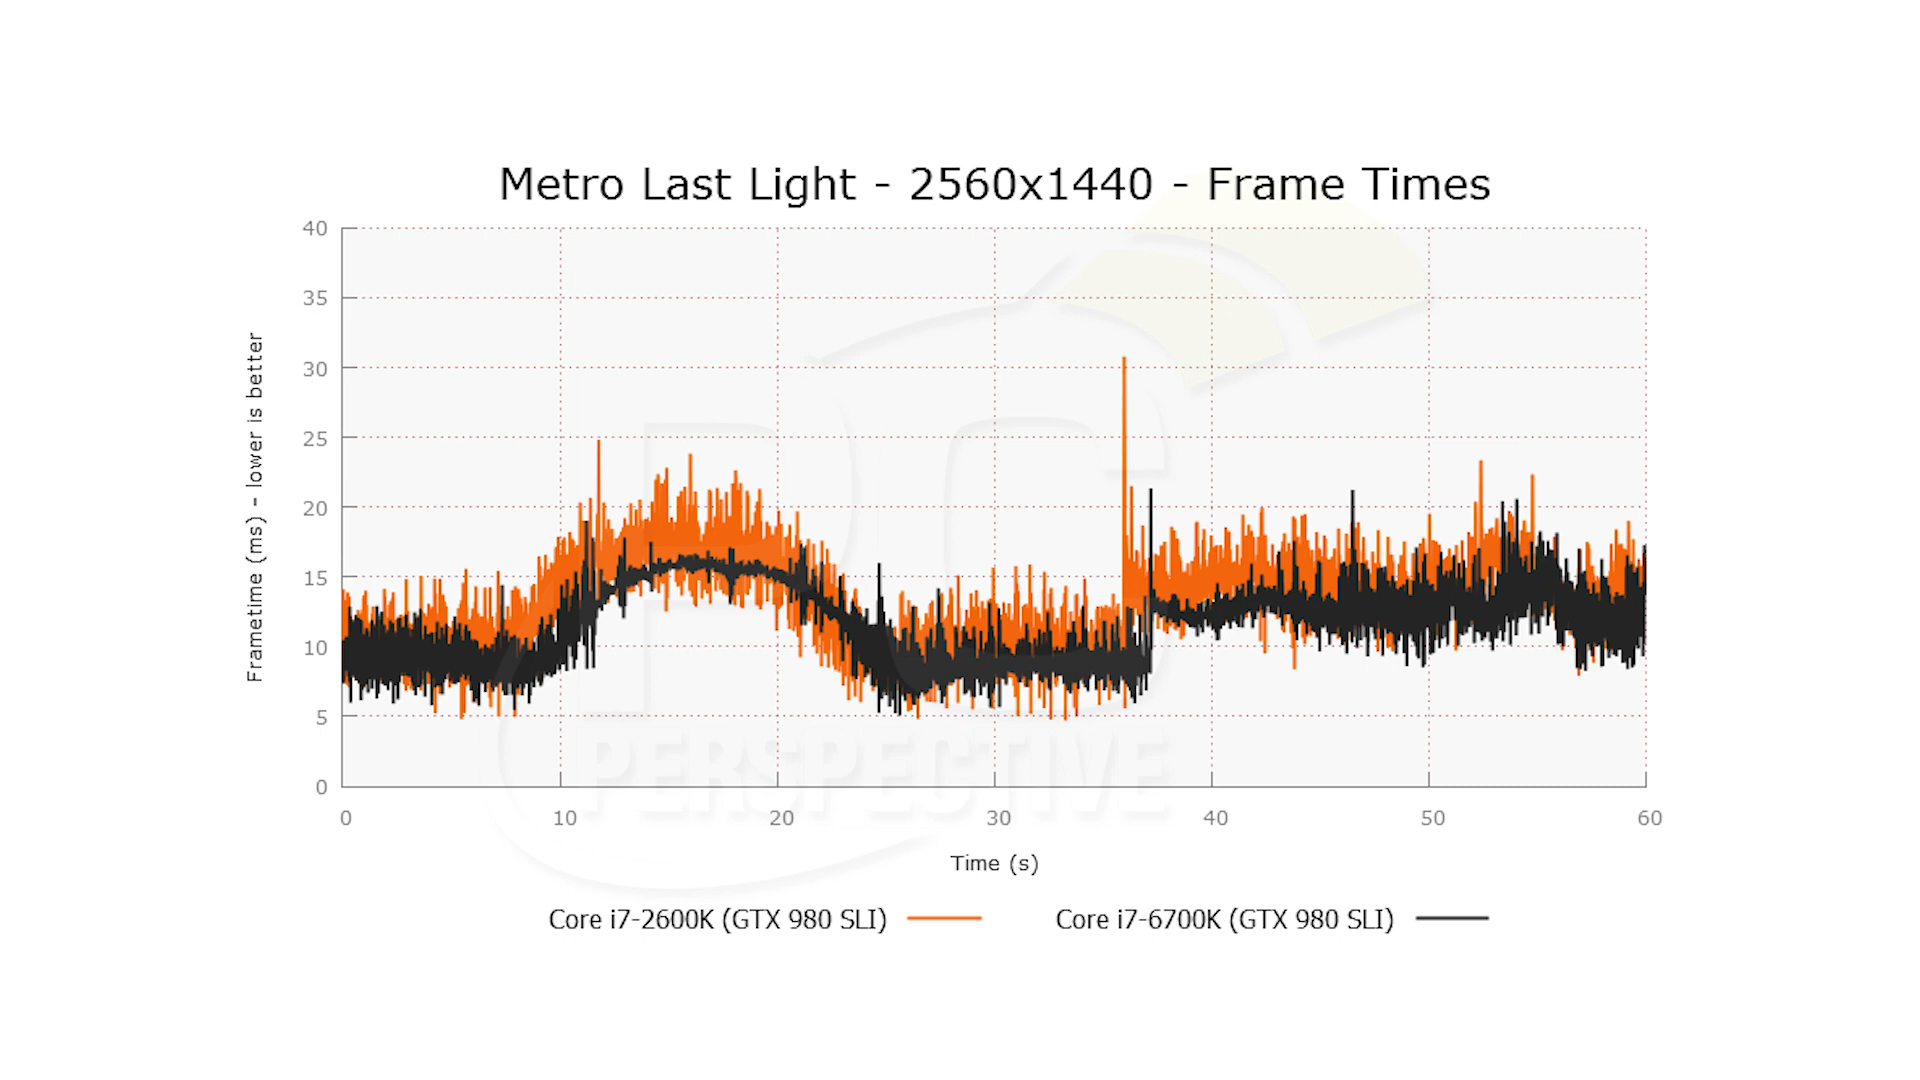 Metro Last Light - 2560x1440 - Frame Times
40
35
30
25
20
15
10
5
0
Frametime (ms) - lower is better
0 10 20 30 40 50 60
Time (s)
Core i7-2600K (GTX 980 SLI) Core i7-6700K (GTX 980 SLI)
PC
PERSPECTIVE